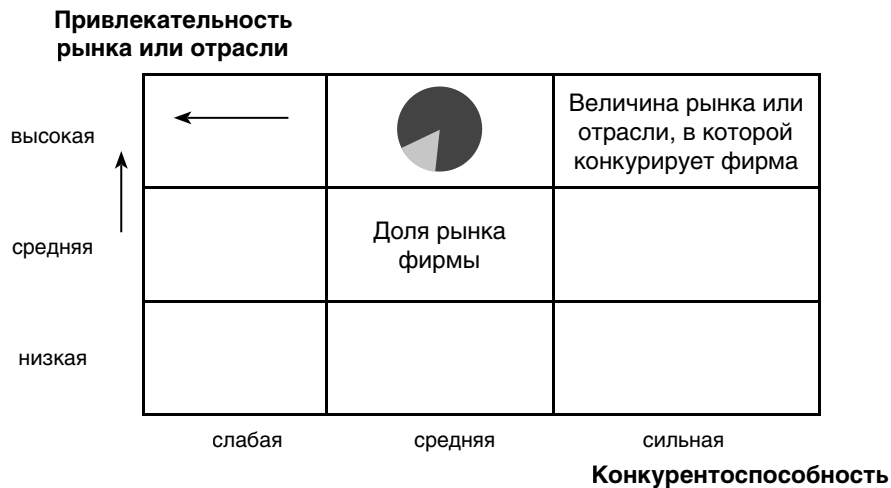 Привлекательность
рынка или отрасли
высокая
Величина рынка или
отрасли, в которой
конкурирует фирма
средняя
Доля рынка
фирмы
низкая
слабая
средняя
сильная
Конкурентоспособность